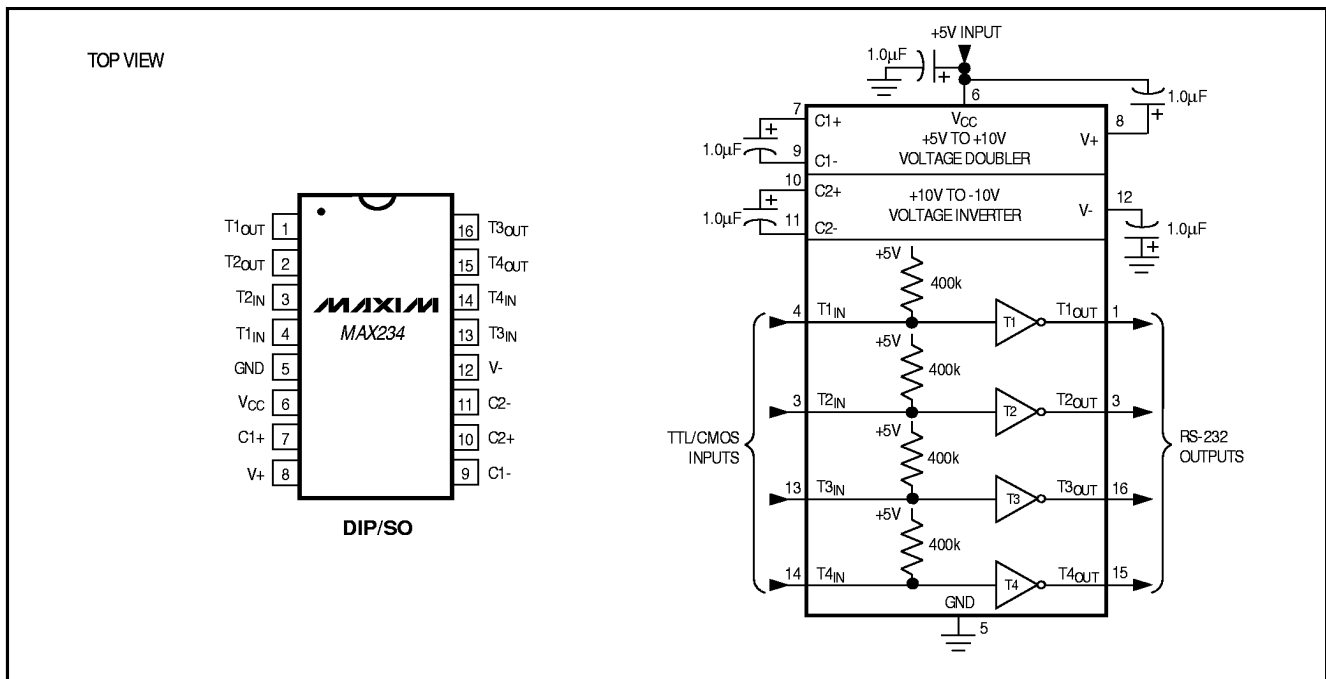 TOP VIEW
T1OUT 1
T2OUT 2
T2IN 3
T1IN 4
GND 5
VCC 6
C1+ 7
V+ 8
16 T3OUT
15 T4OUT
14 T4IN
13 T3IN
12 V-
11 C2-
10 C2+
9 C1-
MAXIM
MAX234
DIP/SO
+5V INPUT
1.0µF
+
6
1.0µF
+
7 C1+
VCC
8
V+
+
1.0µF
+5V TO +10V
VOLTAGE DOUBLER
9 C1-
10 C2+
+
1.0µF
+10V TO -10V
VOLTAGE INVERTER
12
V-
11 C2-
1.0µF
+
+5V
400k
4 T1IN
T1
T1OUT 1
+5V
400k
3 T2IN
T2
T2OUT 3
TTL/CMOS
INPUTS
+5V
400k
RS-232
OUTPUTS
13 T3IN
T3
T3OUT 16
+5V
400k
14 T4IN
T4
T4OUT 15
GND
5